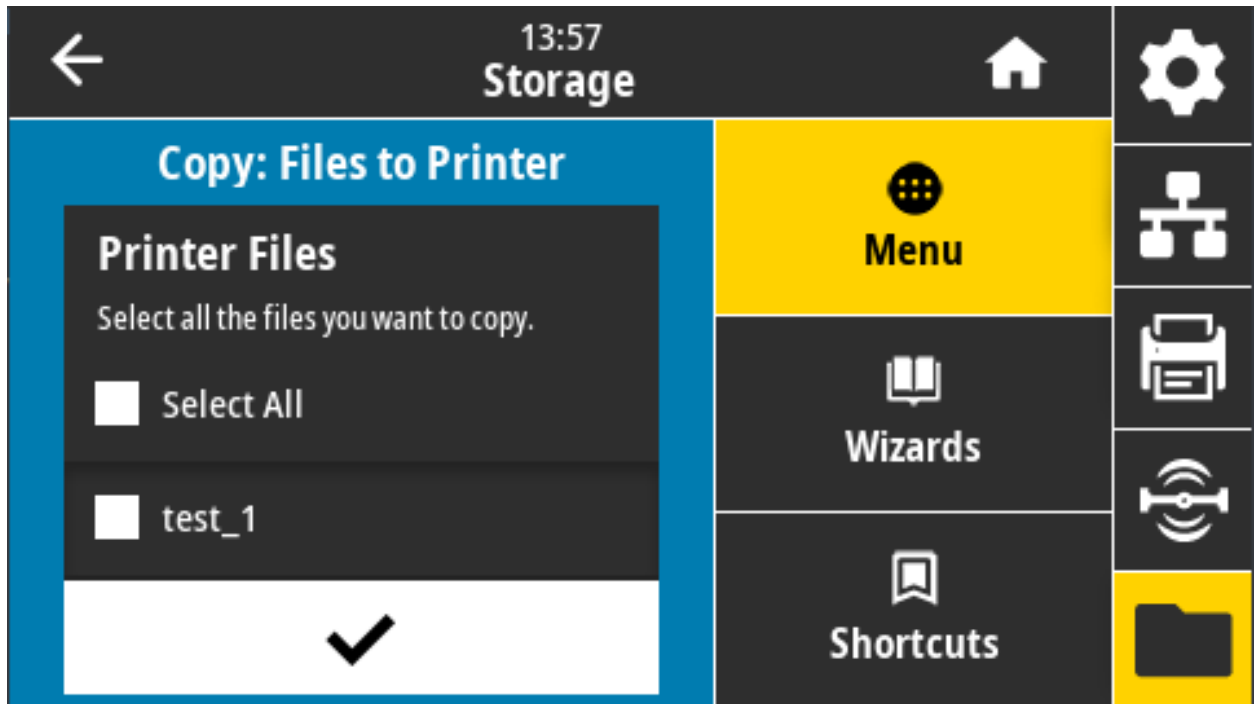 13:57
Storage
Copy: Files to Printer
Printer Files
Select all the files you want to copy.
Select All
test_1
Menu
Wizards
Shortcuts